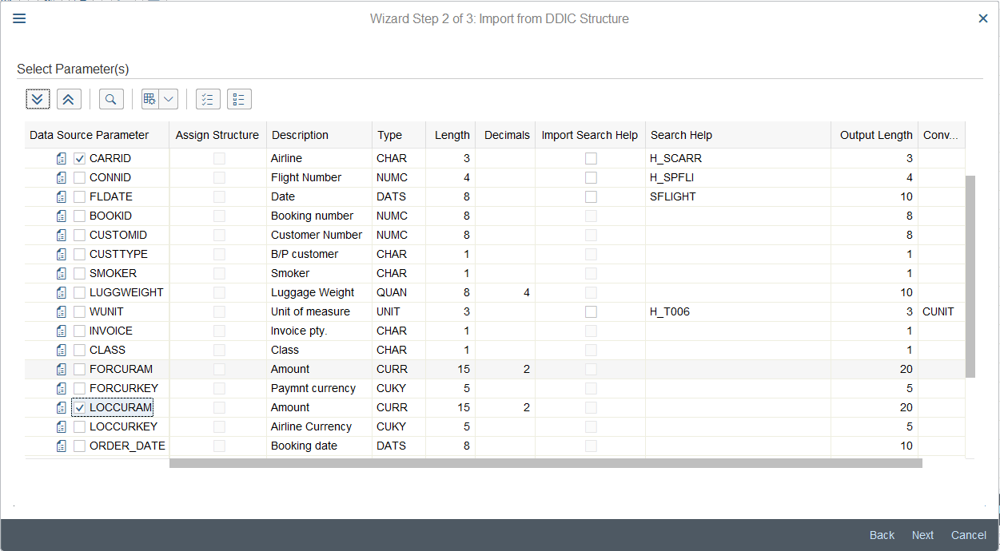 Wizard Step 2 of 3: Import from DDIC Structure
Select Parameter(s)
Data Source Parameter Assign Structure Description Type Length Decimals Import Search Help Search Help Output Length Conv...
CARRID Airline CHAR 3 H_SCARR 3
CONNID Flight Number NUMC 4 H_SPFLI 4
FLDATE Date DATS 8 SFLIGHT 10
BOOKID Booking number NUMC 8 8
CUSTOMID Customer Number NUMC 8 8
CUSTTYPE B/P customer CHAR 1 1
SMOKER Smoker CHAR 1 1
LUGGWEIGHT Luggage Weight QUAN 8 4 10
WUNIT Unit of measure UNIT 3 H_T006 3 CUNIT
INVOICE Invoice pty. CHAR 1 1
CLASS Class CHAR 1 1
FORCURAM Amount CURR 15 2 20
FORCURKEY Paymnt currency CUKY 5 5
LOCCURAM Amount CURR 15 2 20
LOCCURKEY Airline Currency CUKY 5 5
ORDER_DATE Booking date DATS 8 10
Back Next Cancel